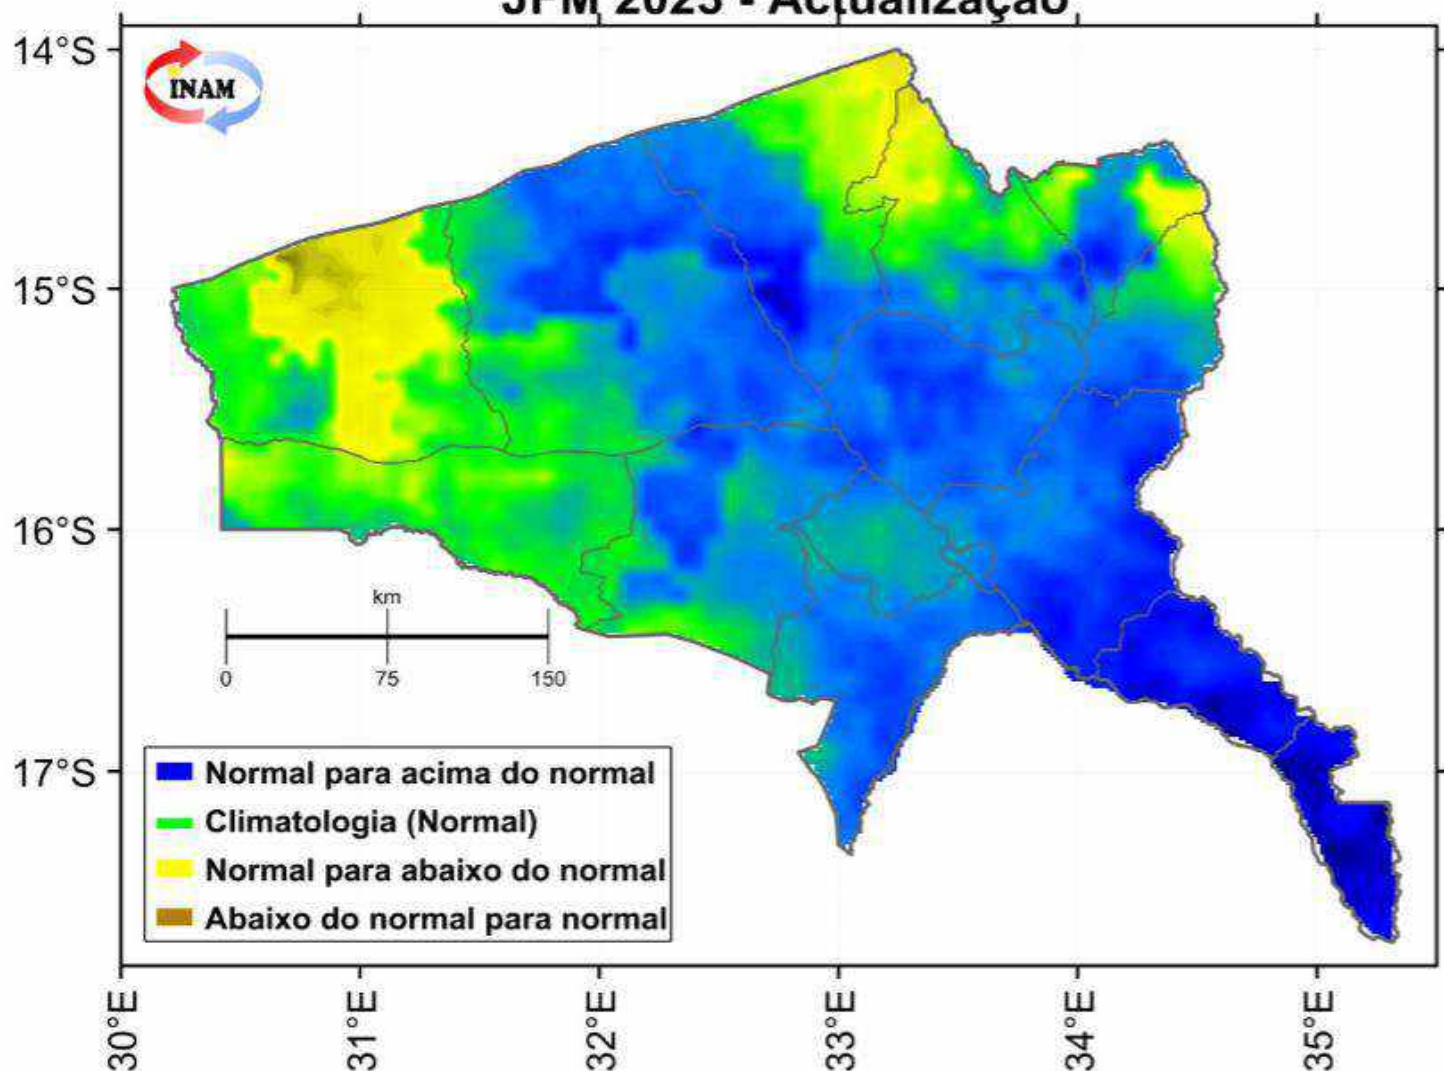 JFM 2023 - Actualização
14°S
INAM
15°S
16°S
km
0 75 150
17°S
Normal para acima do normal
Climatologia (Normal)
Normal para abaixo do normal
Abaixo do normal para normal
30°E 31°E 32°E 33°E 34°E 35°E